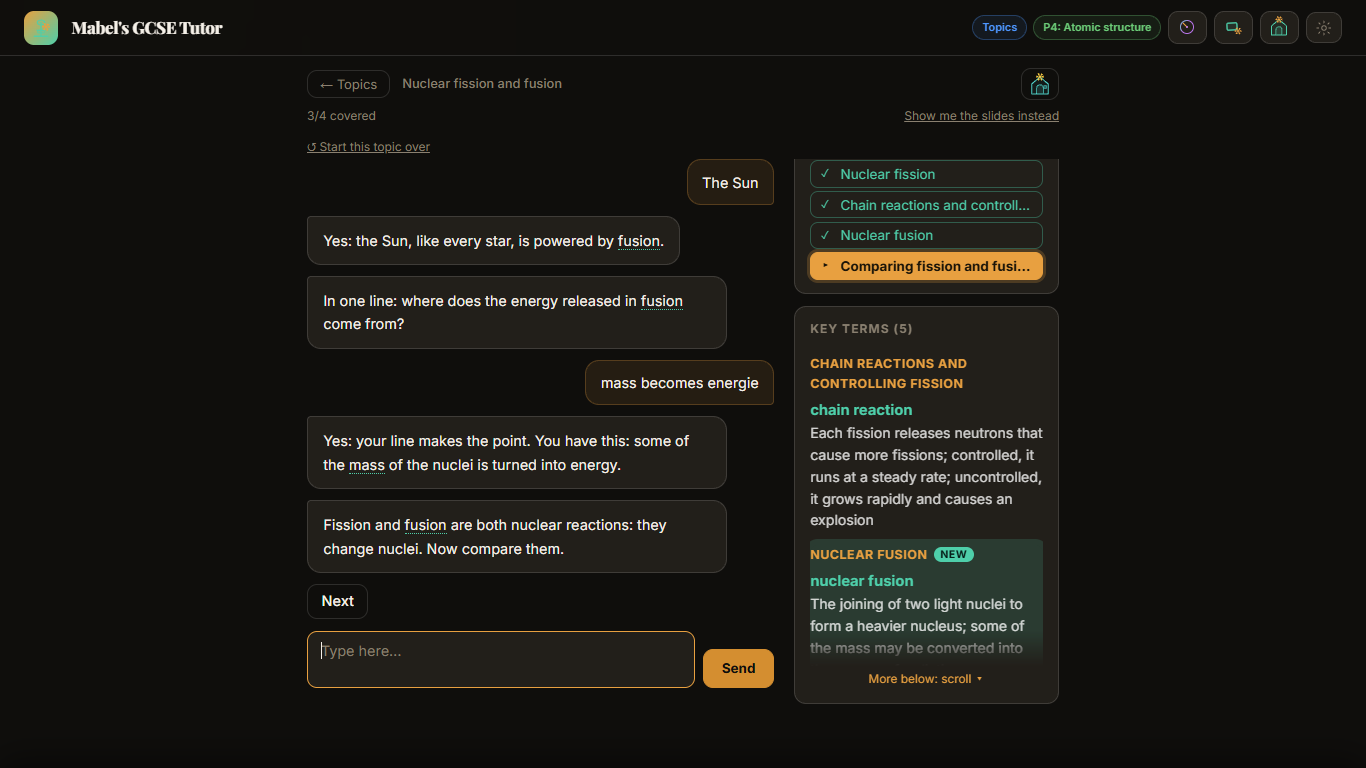 Mabel's GCSE Tutor
Topics
P4: Atomic structure
← Topics
Nuclear fission and fusion
3/4 covered
Show me the slides instead
↺ Start this topic over
The Sun
Yes: the Sun, like every star, is powered by fusion.
In one line: where does the energy released in fusion
come from?
mass becomes energie
Yes: your line makes the point. You have this: some of
the mass of the nuclei is turned into energy.
Fission and fusion are both nuclear reactions: they
change nuclei. Now compare them.
Next
Type here...
Send
✓ Nuclear fission
✓ Chain reactions and controll...
✓ Nuclear fusion
▸ Comparing fission and fusi...
KEY TERMS (5)
CHAIN REACTIONS AND
CONTROLLING FISSION
chain reaction
Each fission releases neutrons that
cause more fissions; controlled, it
runs at a steady rate; uncontrolled,
it grows rapidly and causes an
explosion
NUCLEAR FUSION NEW
nuclear fusion
The joining of two light nuclei to
form a heavier nucleus; some of
the mass may be converted into
More below: scroll ▾